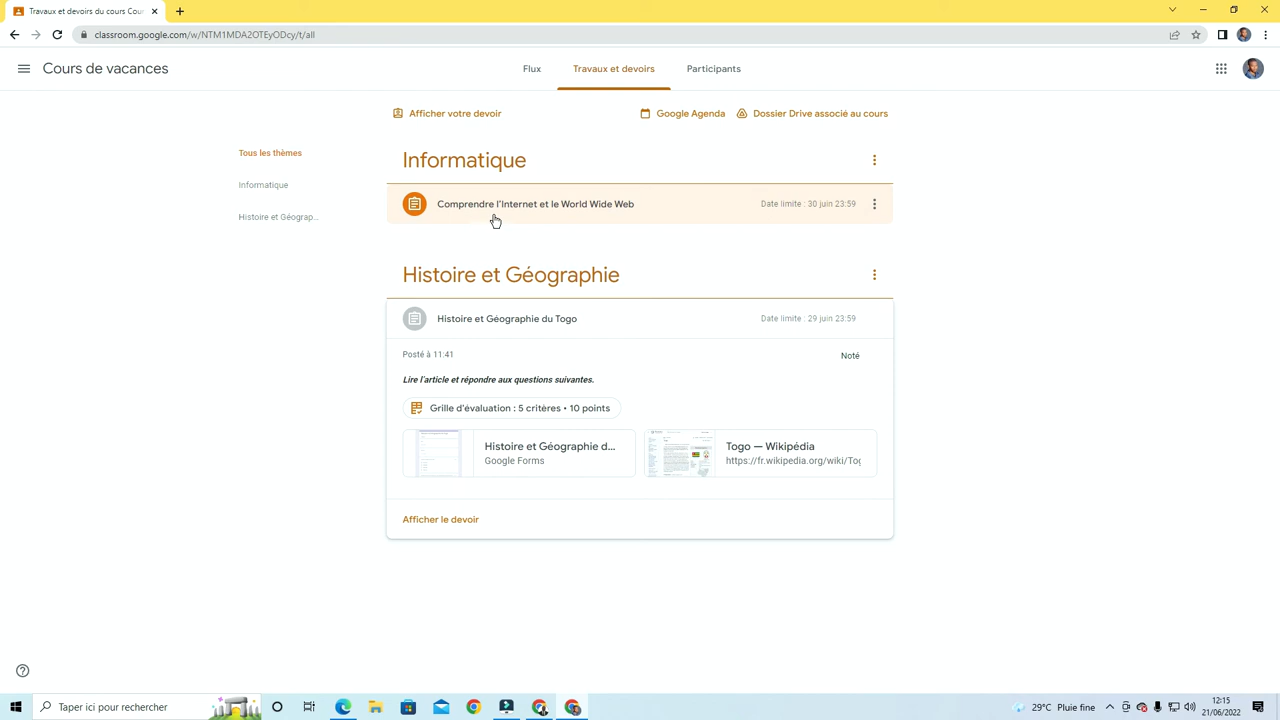 Travaux et devoirs du cours Cour
classroom.google.com/w/NTM1MDA2OTEyODcy/t/all
Cours de vacances
Flux
Travaux et devoirs
Participants
Afficher votre devoir
Google Agenda
Dossier Drive associé au cours
Tous les thèmes
Informatique
Histoire et Géograp...
Informatique
Comprendre l'Internet et le World Wide Web
Date limite : 30 juin 23:59
Histoire et Géographie
Histoire et Géographie du Togo
Date limite : 29 juin 23:59
Posté à 11:41
Noté
Lire l'article et répondre aux questions suivantes.
Grille d'évaluation : 5 critères • 10 points
Histoire et Géographie d...
Google Forms
Togo — Wikipédia
https://fr.wikipedia.org/wiki/Tog
Afficher le devoir
Taper ici pour rechercher
29°C Pluie fine
12:15
21/06/2022